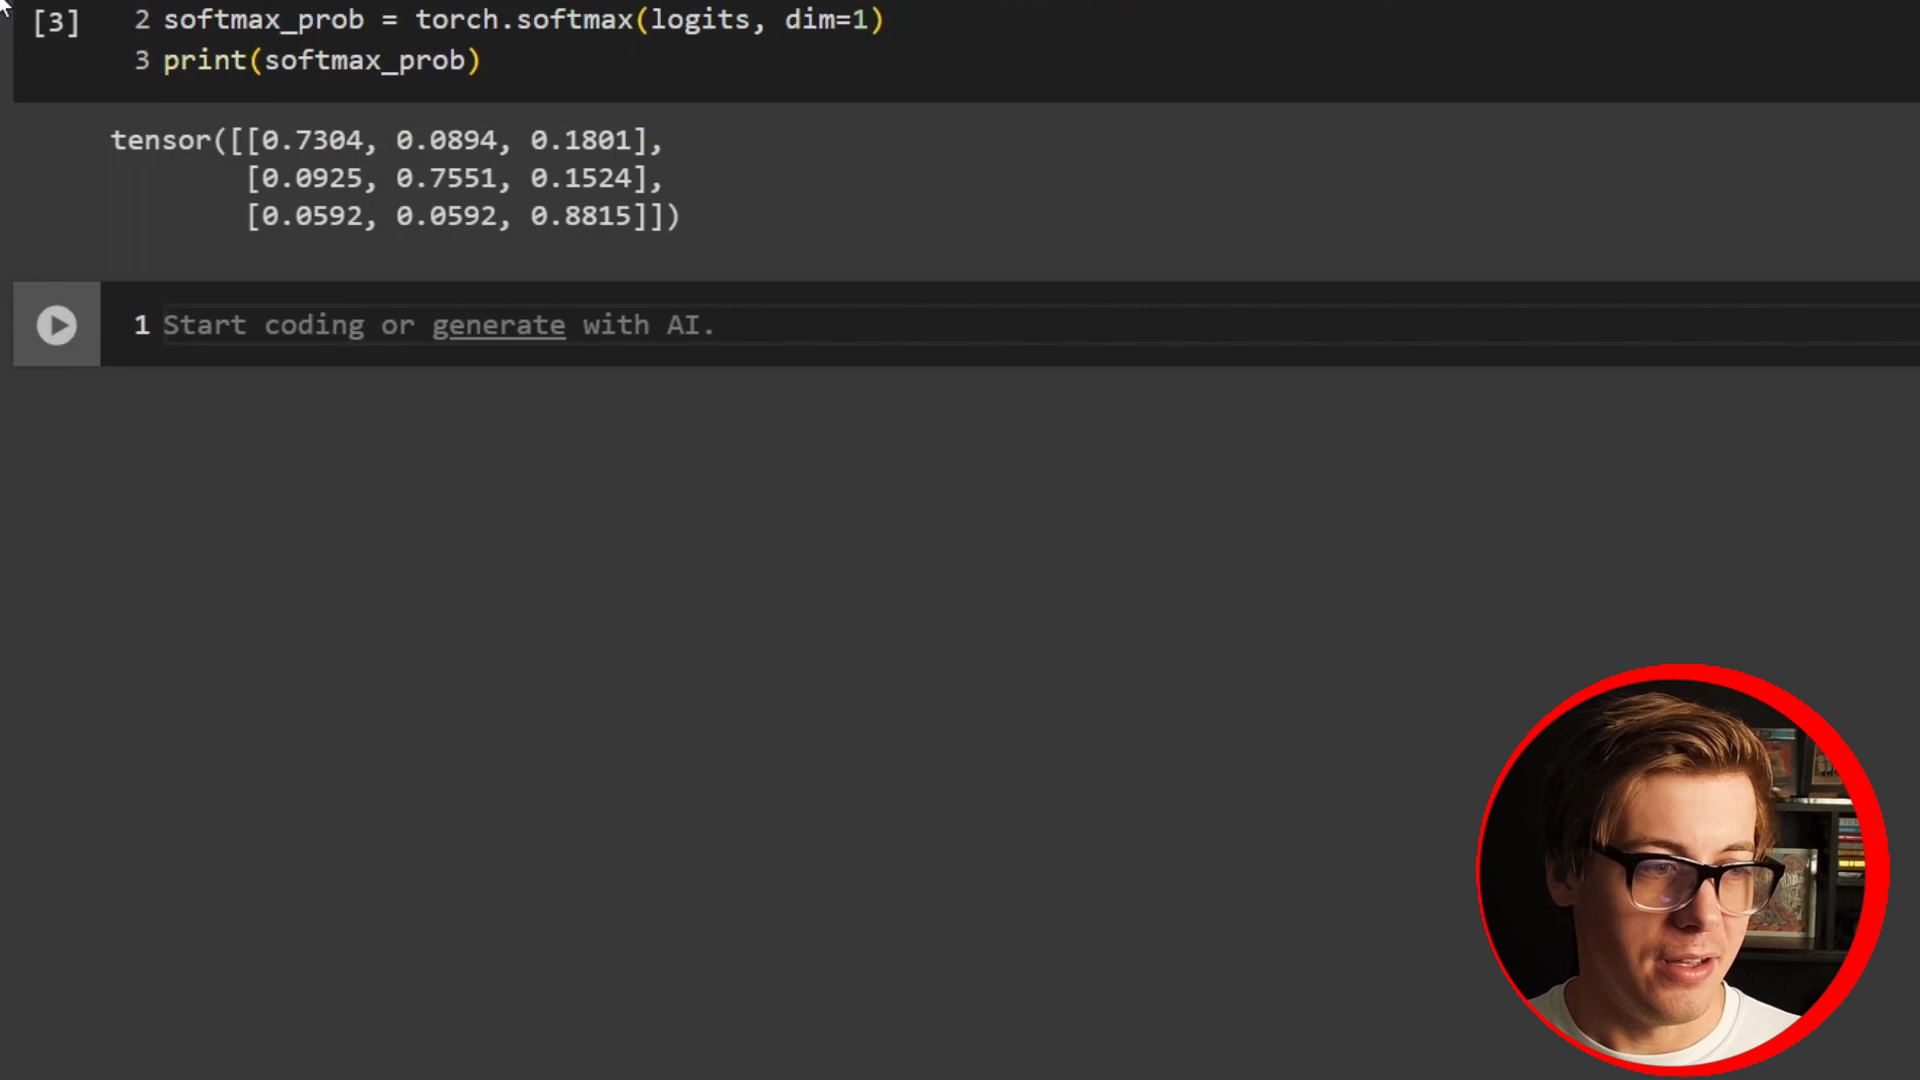 [3] 2 softmax_prob = torch.softmax(logits, dim=1)
3 print(softmax_prob)
tensor([[0.7304, 0.0894, 0.1801],
[0.0925, 0.7551, 0.1524],
[0.0592, 0.0592, 0.8815]])
1 Start coding or generate with AI.